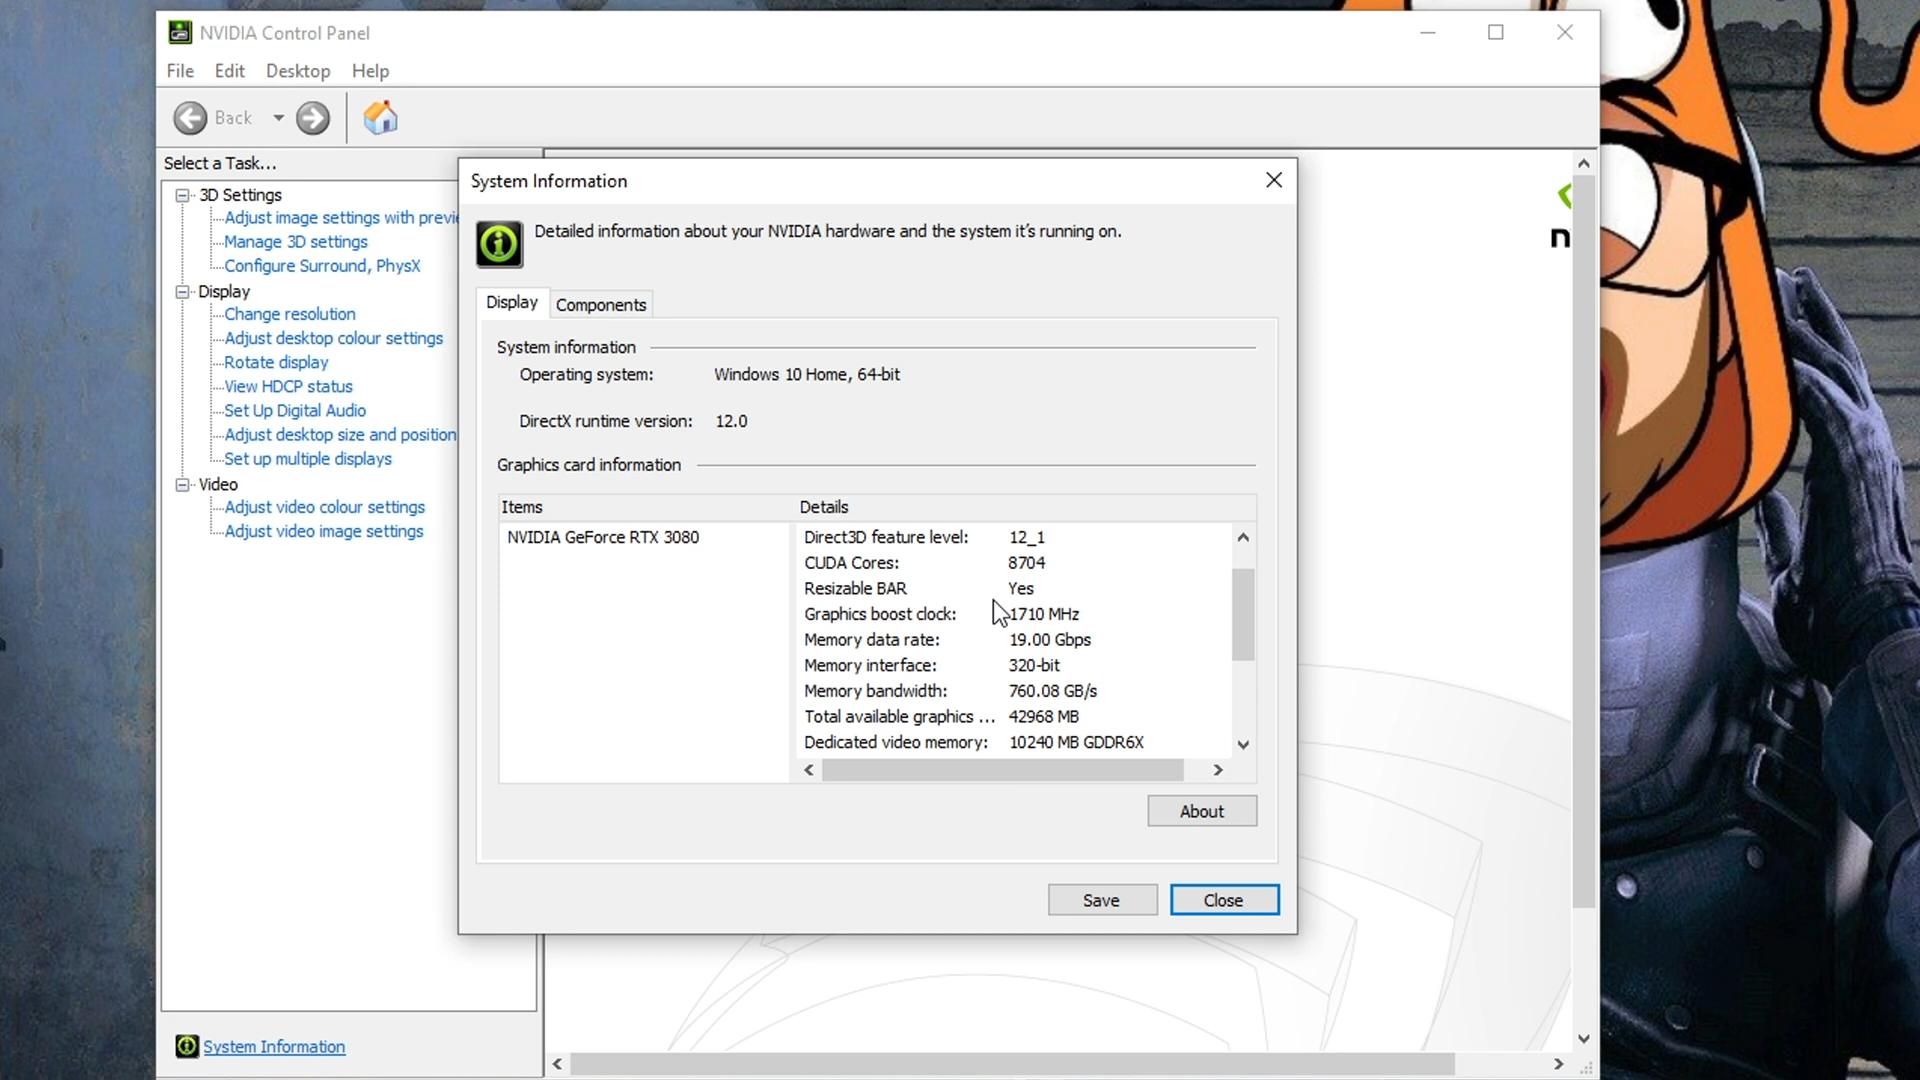 NVIDIA Control Panel
File Edit Desktop Help
Back
Select a Task...
3D Settings
Adjust image settings with previe
Manage 3D settings
Configure Surround, PhysX
Display
Change resolution
Adjust desktop colour settings
Rotate display
View HDCP status
Set Up Digital Audio
Adjust desktop size and position
Set up multiple displays
Video
Adjust video colour settings
Adjust video image settings
System Information
n
System Information
Detailed information about your NVIDIA hardware and the system it's running on.
Display Components
System information
Operating system: Windows 10 Home, 64-bit
DirectX runtime version: 12.0
Graphics card information
Items Details
NVIDIA GeForce RTX 3080
Direct3D feature level: 12_1
CUDA Cores: 8704
Resizable BAR Yes
Graphics boost clock: 1710 MHz
Memory data rate: 19.00 Gbps
Memory interface: 320-bit
Memory bandwidth: 760.08 GB/s
Total available graphics ... 42968 MB
Dedicated video memory: 10240 MB GDDR6X
About
Save Close